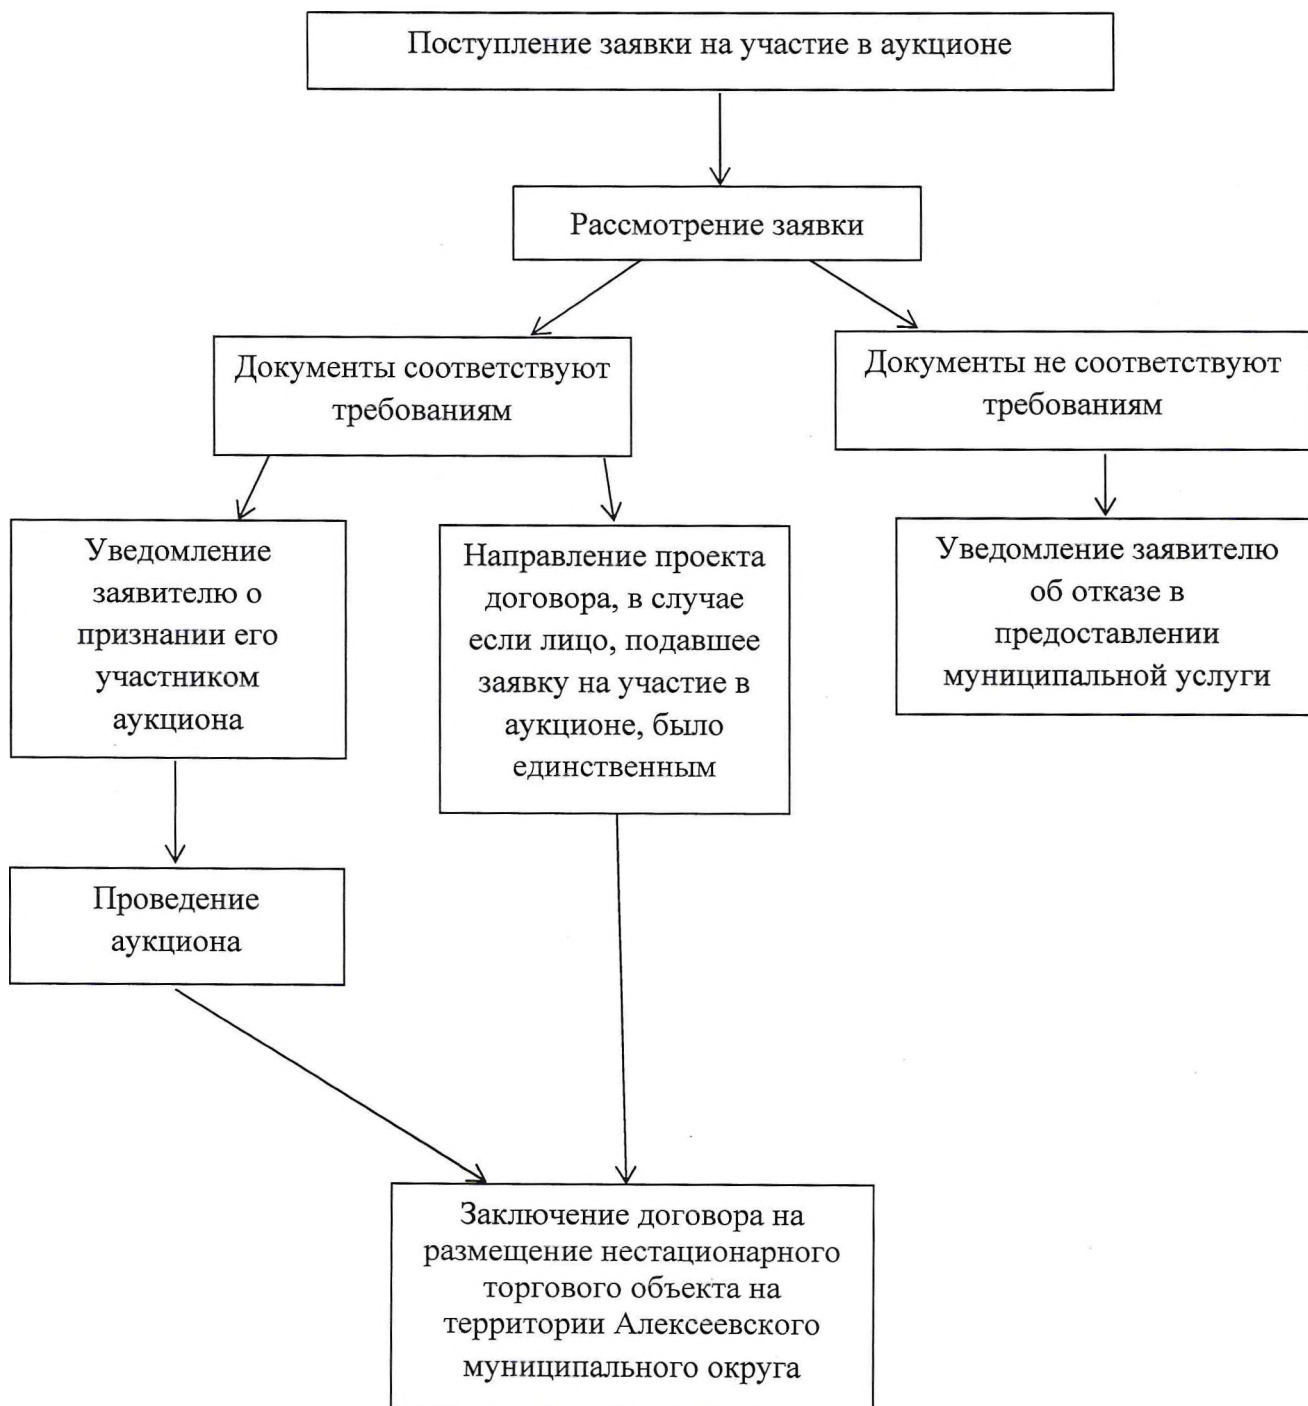 Поступление заявки на участие в аукционе
Рассмотрение заявки
Документы соответствуют
требованиям
Документы не соответствуют
требованиям
Уведомление
заявителю о
признании его
участником
аукциона
Направление проекта
договора, в случае
если лицо, подавшее
заявку на участие в
аукционе, было
единственным
Уведомление заявителю
об отказе в
предоставлении
муниципальной услуги
Проведение
аукциона
Заключение договора на
размещение нестационарного
торгового объекта на
территории Алексеевского
муниципального округа